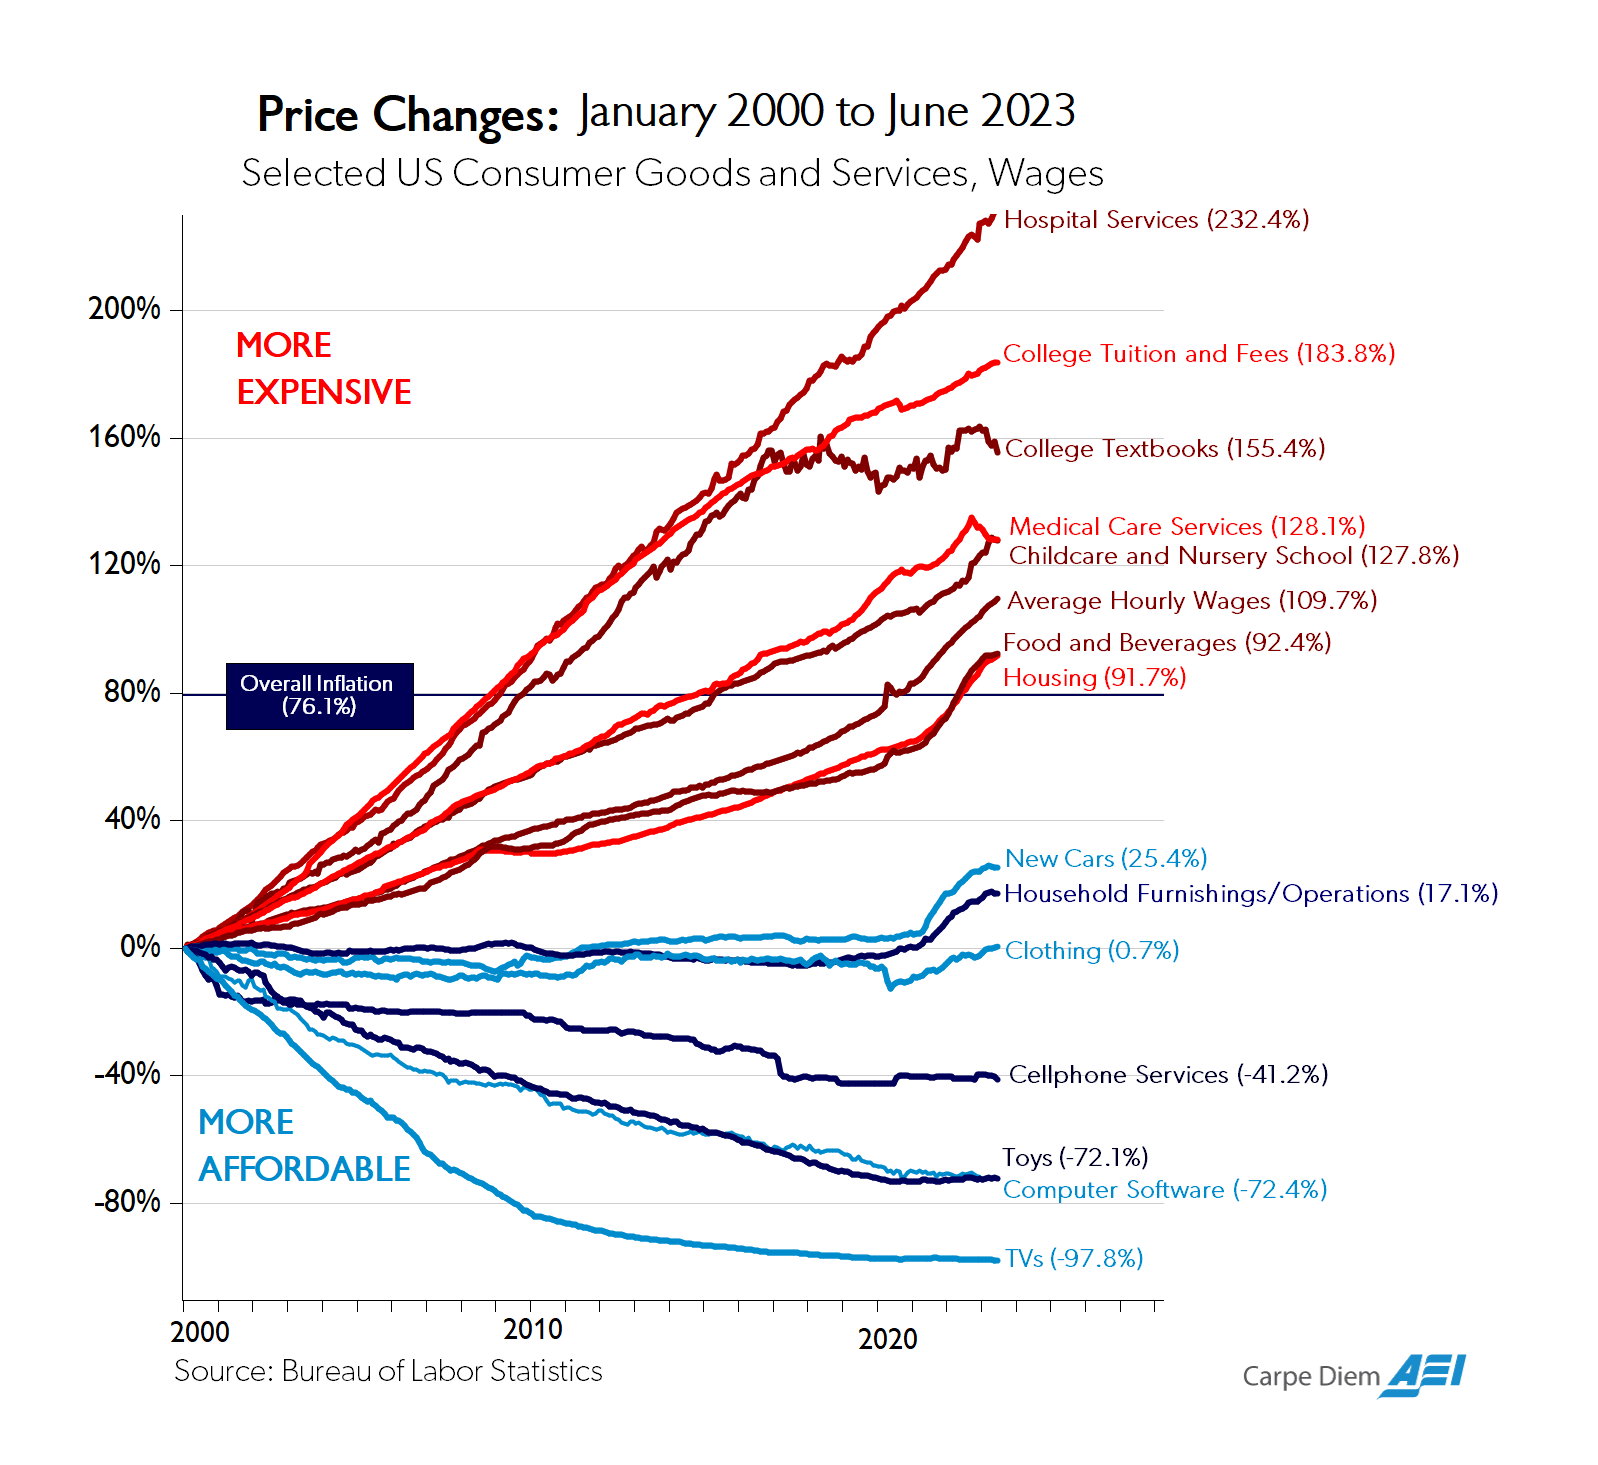 Price Changes: January 2000 to June 2023
Selected US Consumer Goods and Services, Wages
Hospital Services (232.4%)
200%
MORE
EXPENSIVE
College Tuition and Fees (183.8%)
160%
College Textbooks (155.4%)
Medical Care Services (128.1%)
Childcare and Nursery School (127.8%)
120%
Average Hourly Wages (109.7%)
Food and Beverages (92.4%)
Housing (91.7%)
Overall Inflation
(76.1%)
80%
40%
New Cars (25.4%)
Household Furnishings/Operations (17.1%)
0%
Clothing (0.7%)
-40%
Cellphone Services (-41.2%)
MORE
AFFORDABLE
Toys (-72.1%)
Computer Software (-72.4%)
-80%
TVs (-97.8%)
2000
2010
2020
Source: Bureau of Labor Statistics
Carpe Diem AEI